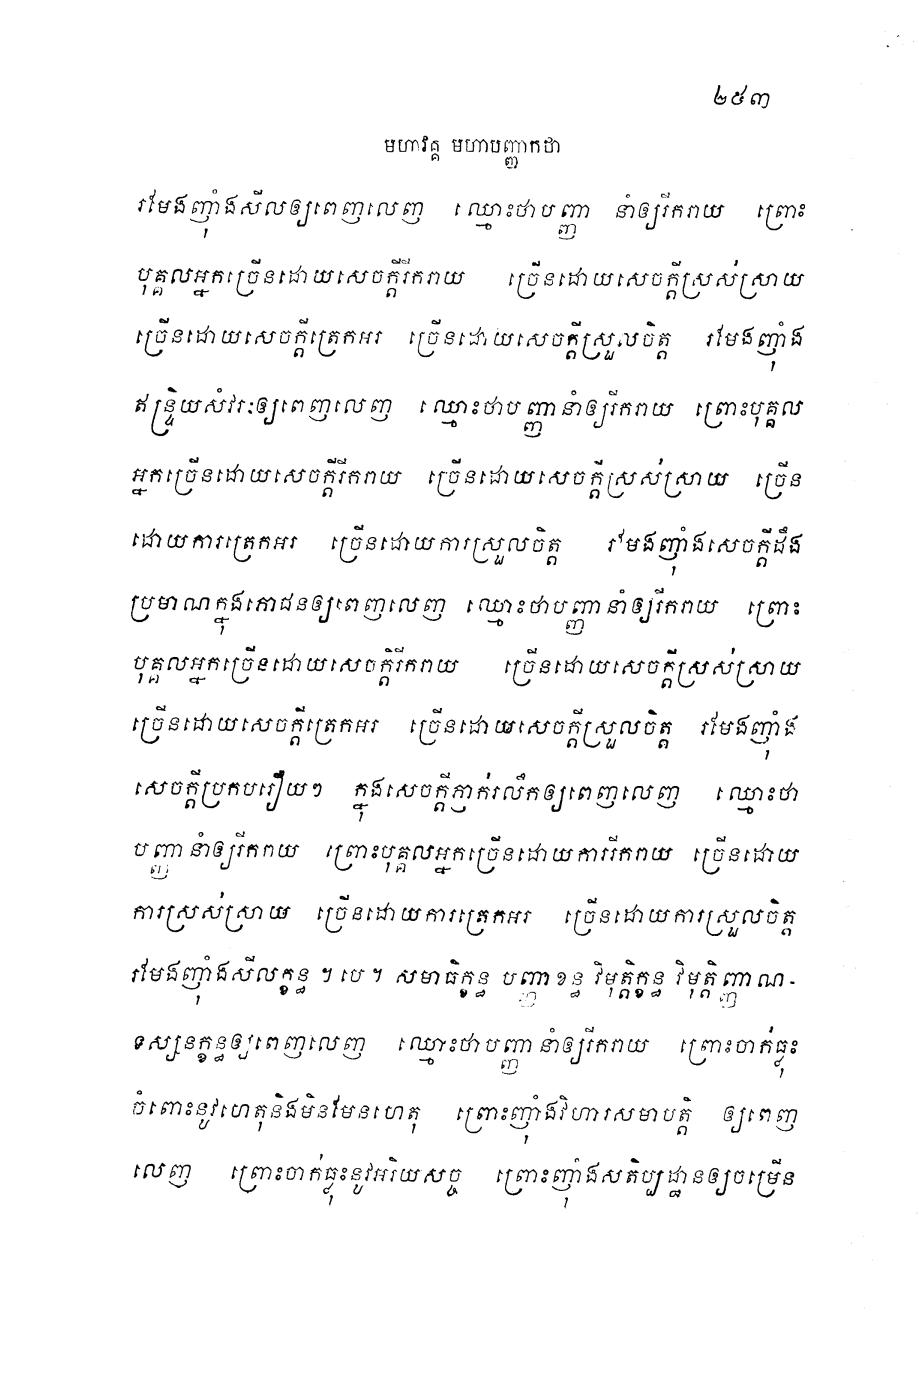 ២៥៣
មហាវគ្គ មហាបញ្ញាកថា
រមែងញ៉ាំងសីលឲ្យពេញលេញ ឈ្មោះថាបញ្ញា នាំឲ្យរីករាយ ព្រោះ
បុគ្គលអ្នកច្រើនដោយសេចក្តីរីករាយ ច្រើនដោយសេចក្តីស្រស់ស្រាយ
ច្រើនដោយសេចក្តីត្រេកអរ ច្រើនដោយសេចក្តីស្រួលចិត្ត រមែងញ៉ាំង
ឥន្ទ្រិយសំវរៈឲ្យពេញលេញ ឈ្មោះថាបញ្ញានាំឲ្យរីករាយ ព្រោះបុគ្គល
អ្នកច្រើនដោយសេចក្តីរីករាយ ច្រើនដោយសេចក្តីស្រស់ស្រាយ ច្រើន
ដោយការត្រេកអរ ច្រើនដោយការស្រួលចិត្ត រមែងញ៉ាំងសេចក្តីដឹង
ប្រមាណក្នុងភោជនឲ្យពេញលេញ ឈ្មោះថាបញ្ញានាំឲ្យរីករាយ ព្រោះ
បុគ្គលអ្នកច្រើនដោយសេចក្តិរីករាយ ច្រើនដោយសេចក្តីស្រស់ស្រាយ
ច្រើនដោយសេចក្តីត្រេកអរ ច្រើនដោយសេចក្តីស្រួលចិត្ត រមែងញ៉ាំង
សេចក្តីប្រកបរឿយៗ ក្នុងសេចក្តីភ្ញាក់រលឹកឲ្យពេញលេញ ឈ្មោះថា
បញ្ញានាំឲ្យរីករាយ ព្រោះបុគ្គលអ្នកច្រើនដោយការរីករាយ ច្រើនដោយ
ការស្រស់ស្រាយ ច្រើនដោយការត្រេកអរ ច្រើនដោយការស្រួលចិត្ត
រមែងញ៉ាំងសីលក្ខន្ធ ។ បេ ។ សមាធិក្ខន្ធ បញ្ញាខន្ធ វិមុត្តិក្ខន្ធ វិមុត្តិញ្ញាណ-
ទស្សនក្ខន្ធឲ្យពេញលេញ ឈ្មោះថាបញ្ញានាំឲ្យរីករាយ ព្រោះចាក់ធ្លុះ
ចំពោះនូវហេតុនិងមិនមែនហេតុ ព្រោះញ៉ាំងវិហារសមាបត្តិ ឲ្យពេញ
លេញ ព្រោះចាក់ធ្លុះនូវអរិយសច្ច ព្រោះញ៉ាំងសតិប្បដ្ឋានឲ្យចម្រើន